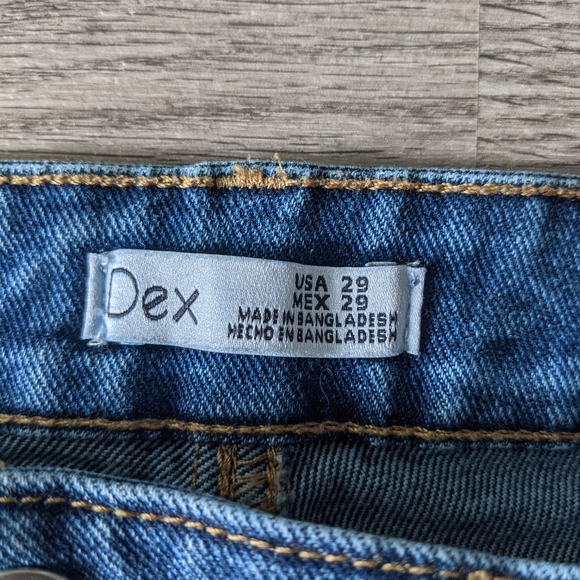 Dex
USA 29
MEX 29
MADE IN BANGLADESH
HECHO EN BANGLADESH